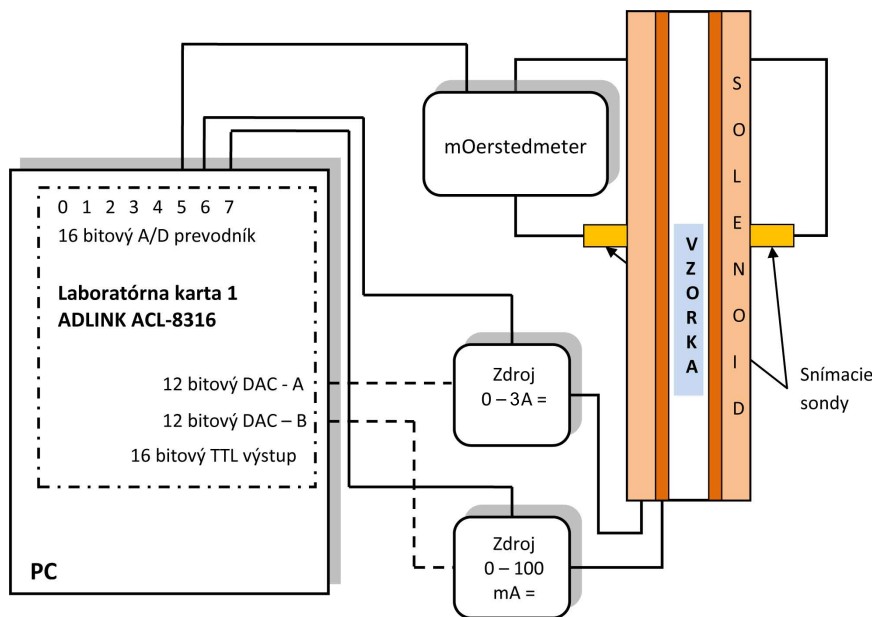 mOerstedmeter
0 1 2 3 4 5 6 7
16 bitový A/D prevodník
Laboratórna karta 1
ADLINK ACL-8316
12 bitový DAC - A
12 bitový DAC – B
16 bitový TTL výstup
PC
Zdroj
0 – 3A =
Zdroj
0 – 100
mA =
VZORKA
SOLENOID
Snímacie
sondy